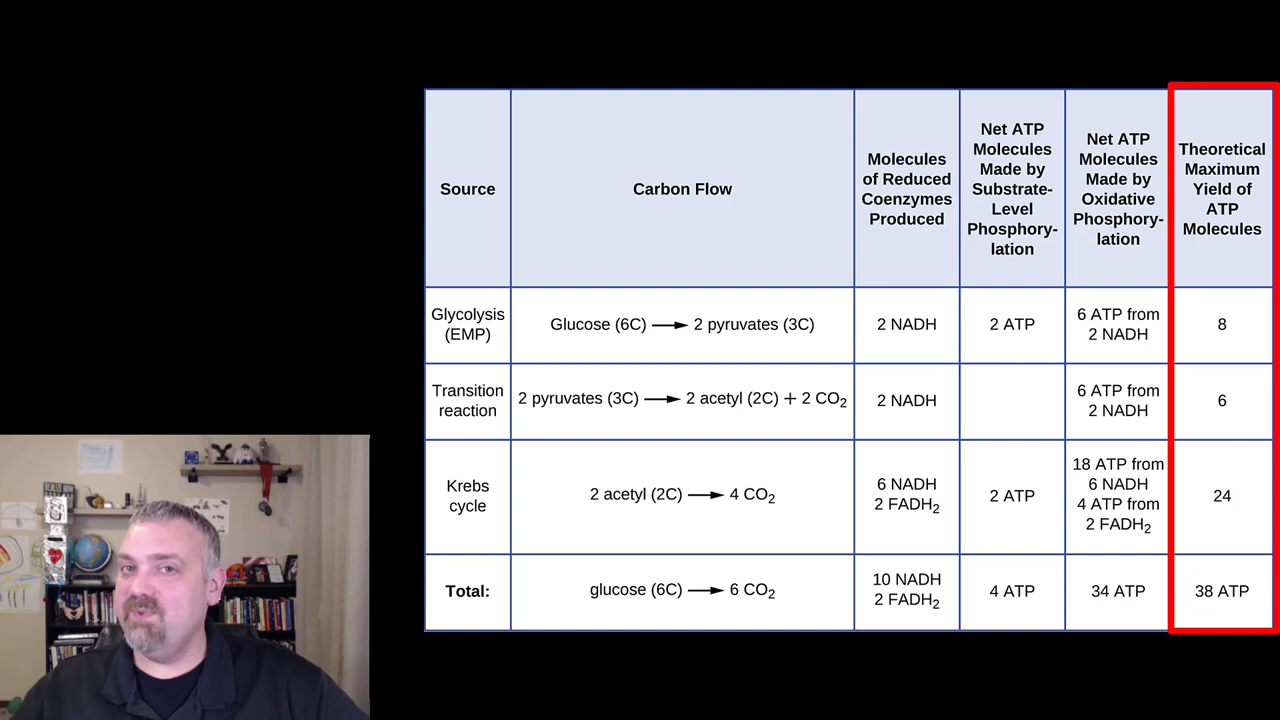 Source
Carbon Flow
Molecules
of Reduced
Coenzymes
Produced
Net ATP
Molecules
Made by
Substrate-
Level
Phosphory-
lation
Net ATP
Molecules
Made by
Oxidative
Phosphory-
lation
Theoretical
Maximum
Yield of
ATP
Molecules
Glycolysis
(EMP)
Glucose (6C) → 2 pyruvates (3C)
2 NADH
2 ATP
6 ATP from
2 NADH
8
Transition
reaction
2 pyruvates (3C) → 2 acetyl (2C) + 2 CO₂
2 NADH
6 ATP from
2 NADH
6
Krebs
cycle
2 acetyl (2C) → 4 CO₂
6 NADH
2 FADH₂
2 ATP
18 ATP from
6 NADH
4 ATP from
2 FADH₂
24
Total:
glucose (6C) → 6 CO₂
10 NADH
2 FADH₂
4 ATP
34 ATP
38 ATP